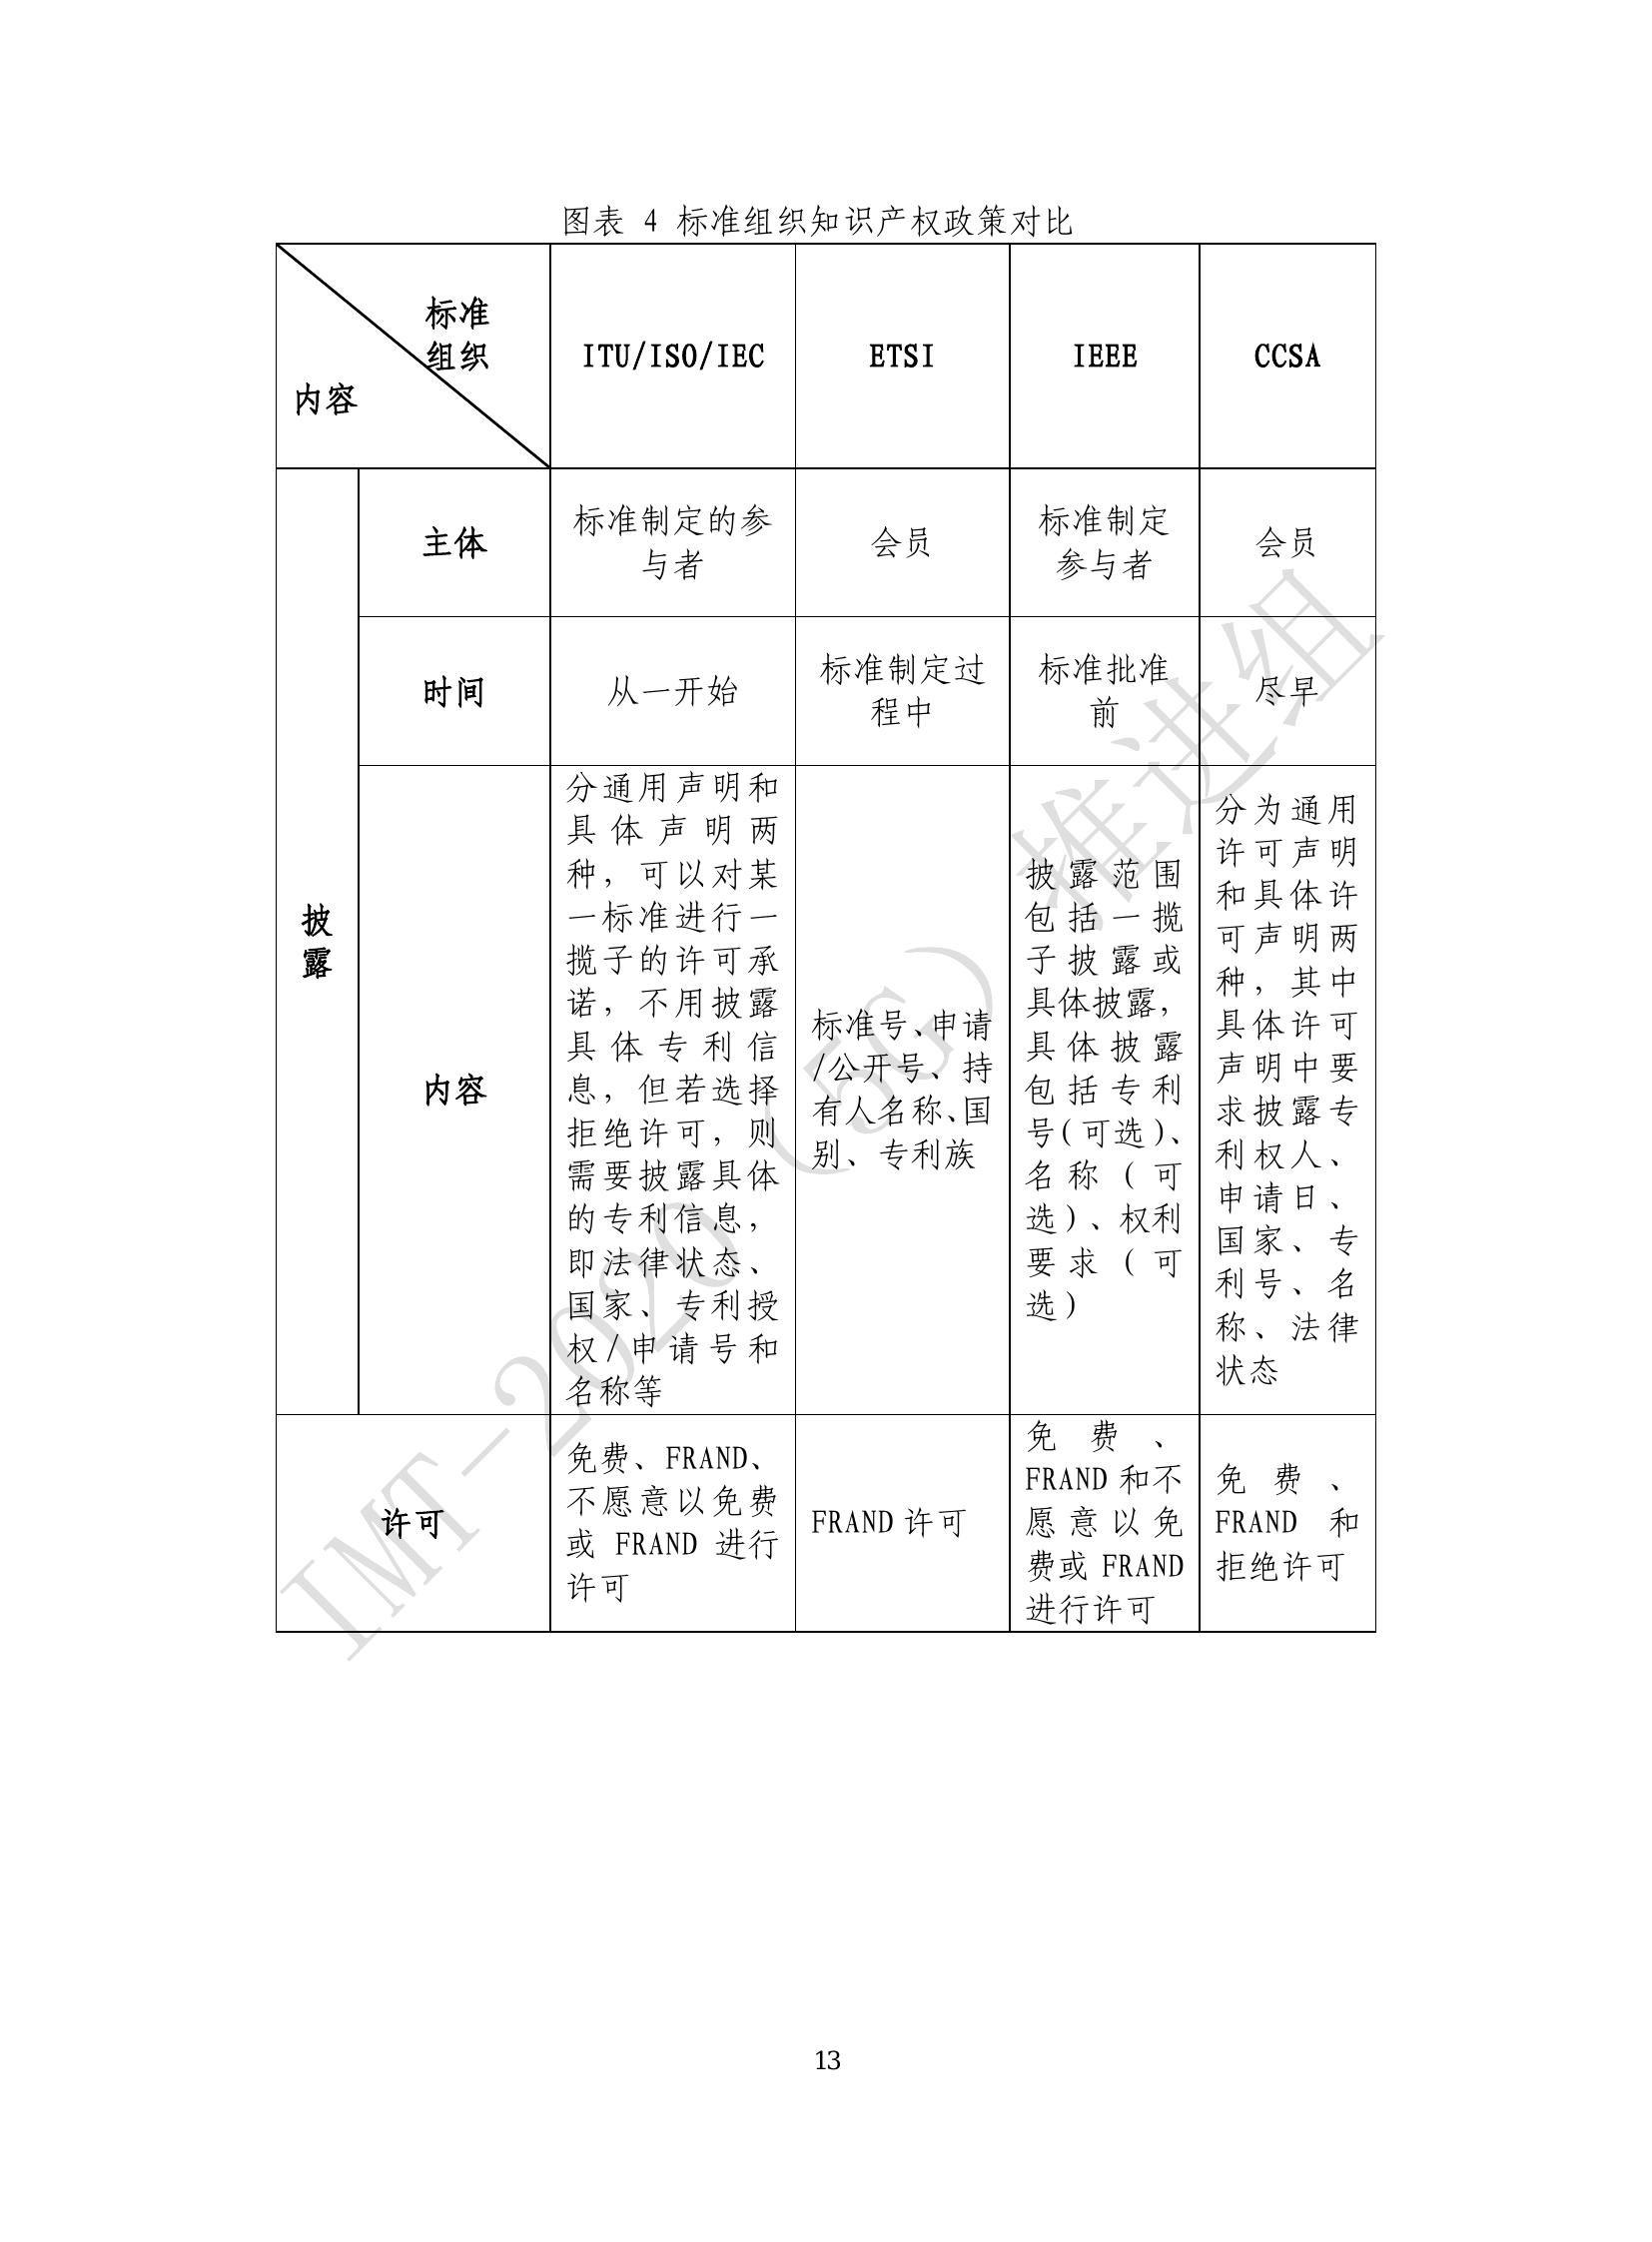 图表 4 标准组织知识产权政策对比
标准
组织
内容
ITU/ISO/IEC
ETSI
IEEE
CCSA
披
露
主体
标准制定的参
与者
会员
标准制定
参与者
会员
时间
从一开始
标准制定过
程中
标准批准
前
尽早
内容
分通用声明和
具体声明两
种，可以对某
一标准进行一
揽子的许可承
诺，不用披露
具体专利信
息，但若选择
拒绝许可，则
需要披露具体
的专利信息，
即法律状态、
国家、专利授
权/申请号和
名称等
标准号、申请
/公开号、持
有人名称、国
别、专利族
披露范围
包括一揽
子披露或
具体披露，
具体披露
包括专利
号(可选)、
名称（可
选）、权利
要求（可
选）
分为通用
许可声明
和具体许
可声明两
种，其中
具体许可
声明中要
求披露专
利权人、
申请日、
国家、专
利号、名
称、法律
状态
许可
免费、FRAND、
不愿意以免费
或 FRAND 进行
许可
FRAND 许可
免费、
FRAND 和不
愿意以免
费或 FRAND
进行许可
免费、
FRAND 和
拒绝许可
IMT-2020（5G）推进组
13